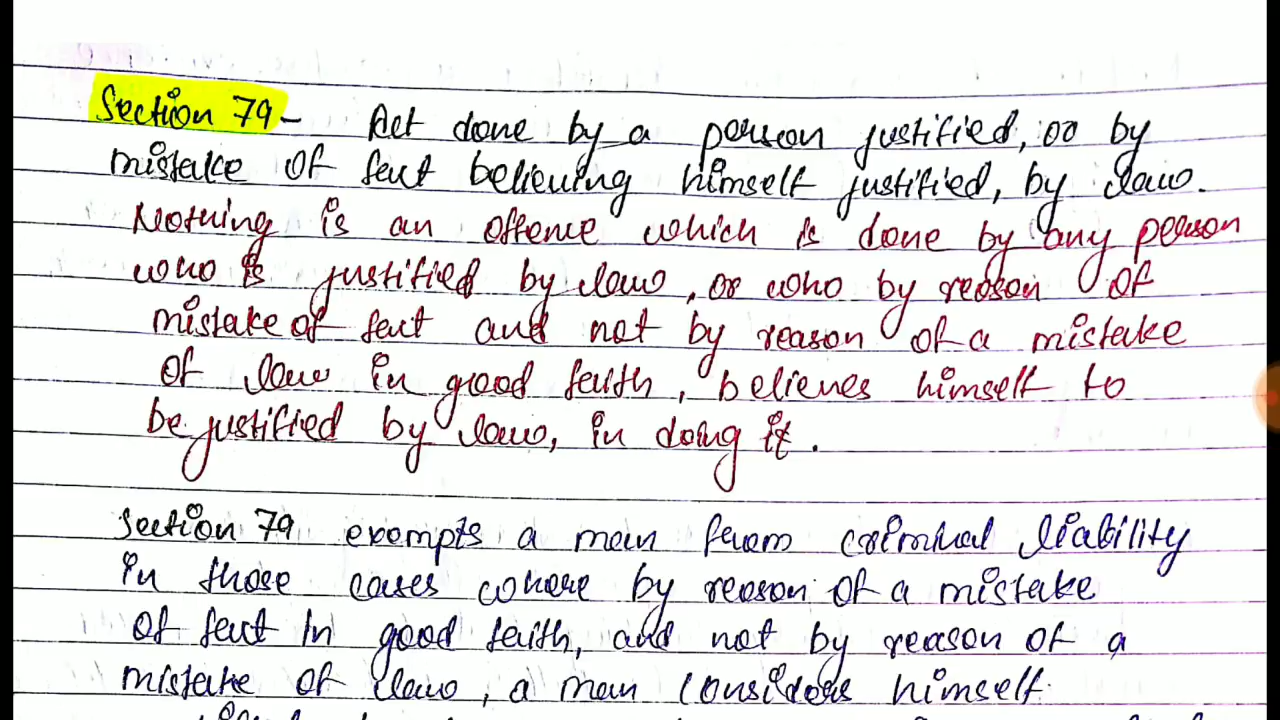 Section 79 - Act done by a person justified, or by
mistake of fact believing himself justified, by law.
Nothing is an offence which is done by any person
who is justified by law, or who by reason of
mistake of fact and not by reason of a mistake
of law in good faith, believes himself to
be justified by law, in doing it.
Section 79 exempts a man from criminal liability
in those cases where by reason of a mistake
of fact in good faith, and not by reason of a
mistake of law, a man considers himself